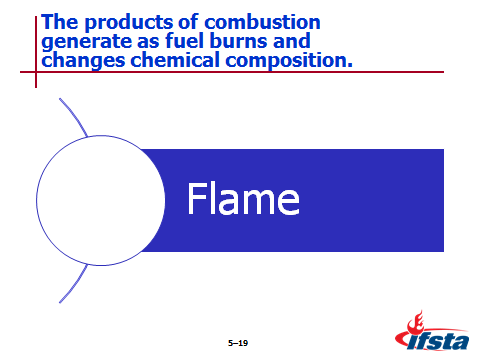 The products of combustion
generate as fuel burns and
changes chemical composition.
Flame
5–19
ifsta